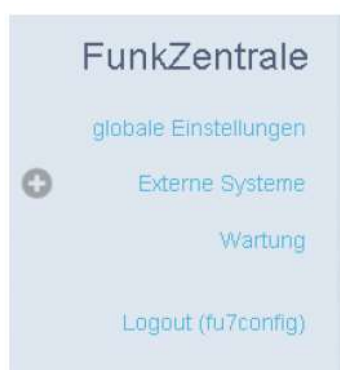 FunkZentrale
globale Einstellungen
Externe Systeme
Wartung
Logout (fu7config)